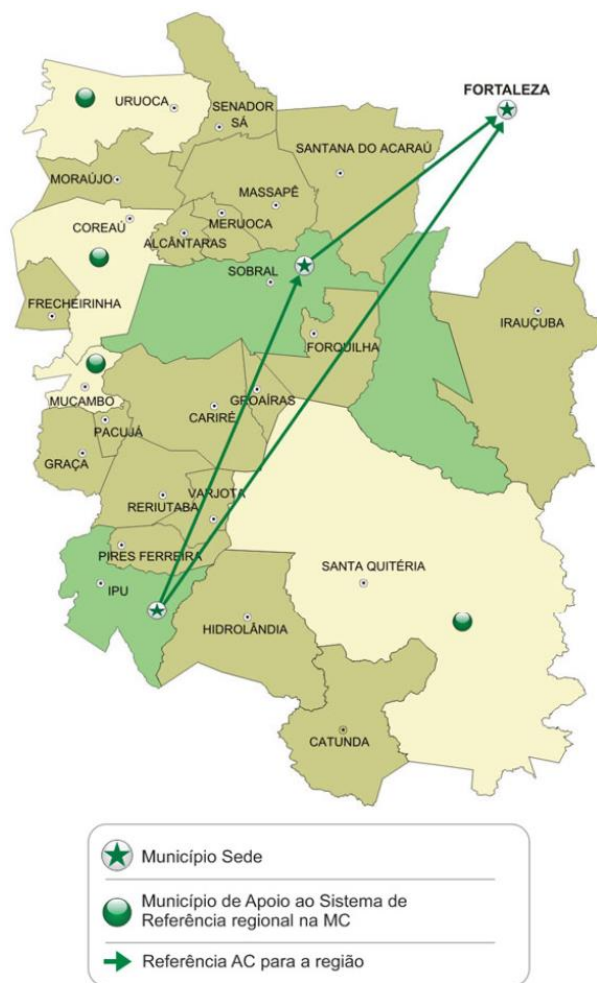 FORTALEZA
URUOCA
SENADOR
SÁ
SANTANA DO ACARAÚ
MORAÚJO
MASSAPÊ
COREAÚ
MERUOCA
ALCÂNTARAS
SOBRAL
FRECHEIRINHA
IRAUÇUBA
FORQUILHA
MUCAMBO
GROAÍRAS
CARIRÉ
PACUJÁ
GRAÇA
VARJOTA
RERIUTABA
PIRES FERREIRA
IPU
SANTA QUITÉRIA
HIDROLÂNDIA
CATUNDA
Município Sede
Município de Apoio ao Sistema de
Referência regional na MC
Referência AC para a região